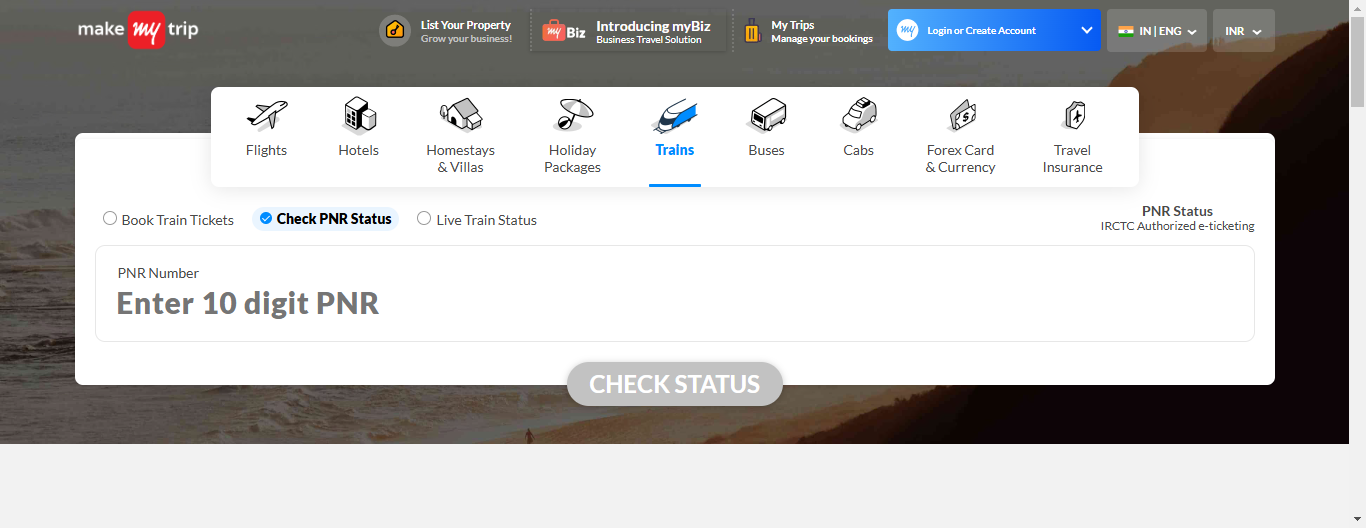 make my trip
List Your Property
Grow your business!
my Biz
Introducing myBiz
Business Travel Solution
My Trips
Manage your bookings
my
Login or Create Account
IN | ENG
INR
Flights
Hotels
Homestays
& Villas
Holiday
Packages
Trains
Buses
Cabs
Forex Card
& Currency
Travel
Insurance
Book Train Tickets
Check PNR Status
Live Train Status
PNR Status
IRCTC Authorized e-ticketing
PNR Number
Enter 10 digit PNR
CHECK STATUS